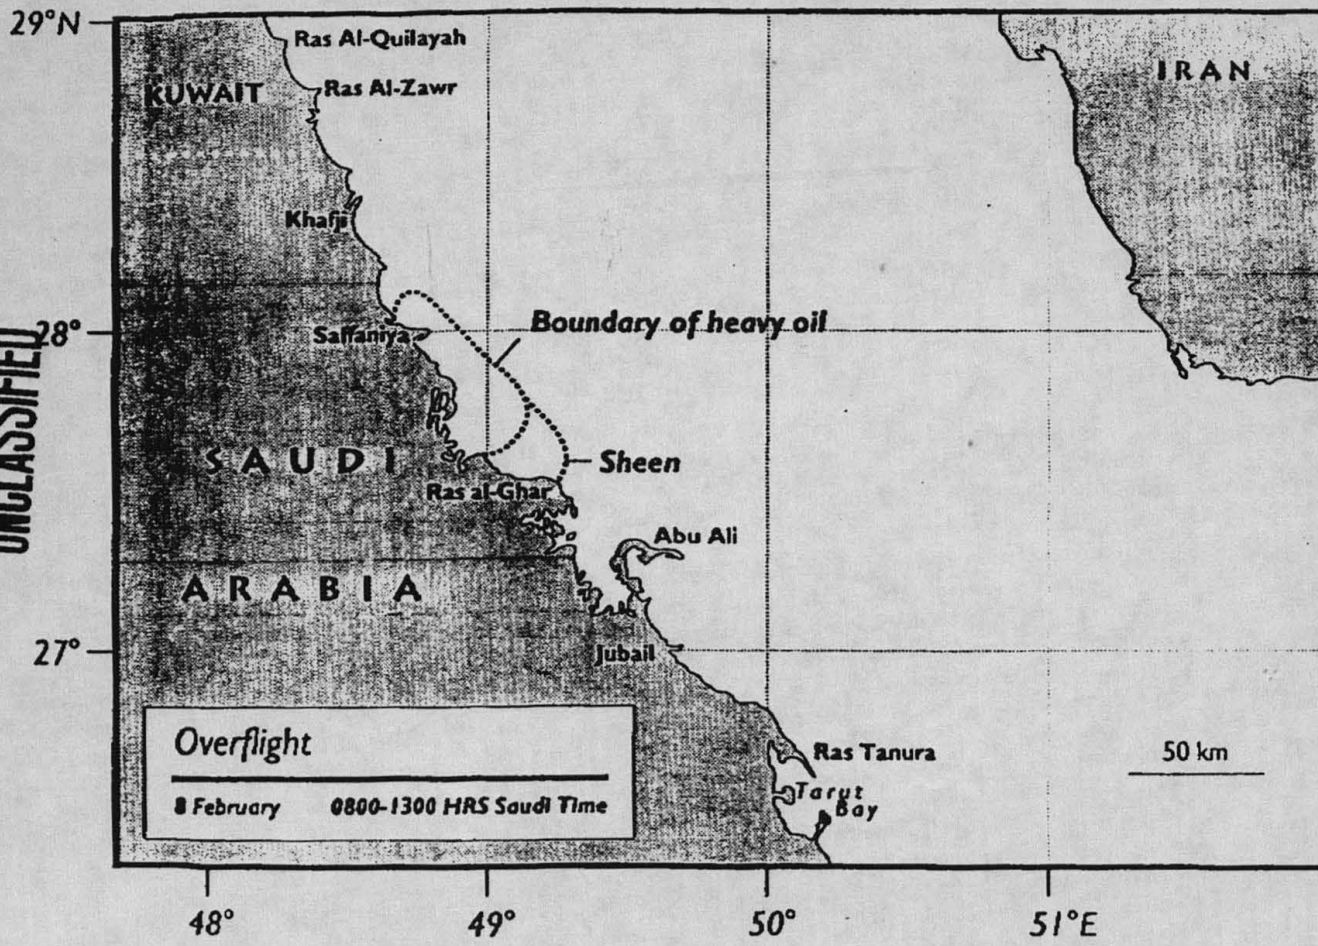 29°N
Ras Al-Quilayah
IRAN
KUWAIT
Ras Al-Zawr
Khafji
UNCLASSIFIED
28°
Saffaniya
Boundary of heavy oil
SAUDI
Sheen
Ras al-Ghar
Abu Ali
ARABIA
27°
Jubail
Overflight
8 February 0800-1300 HRS Saudi Time
Ras Tanura
50 km
Tarut
Bay
48°
49°
50°
51°E